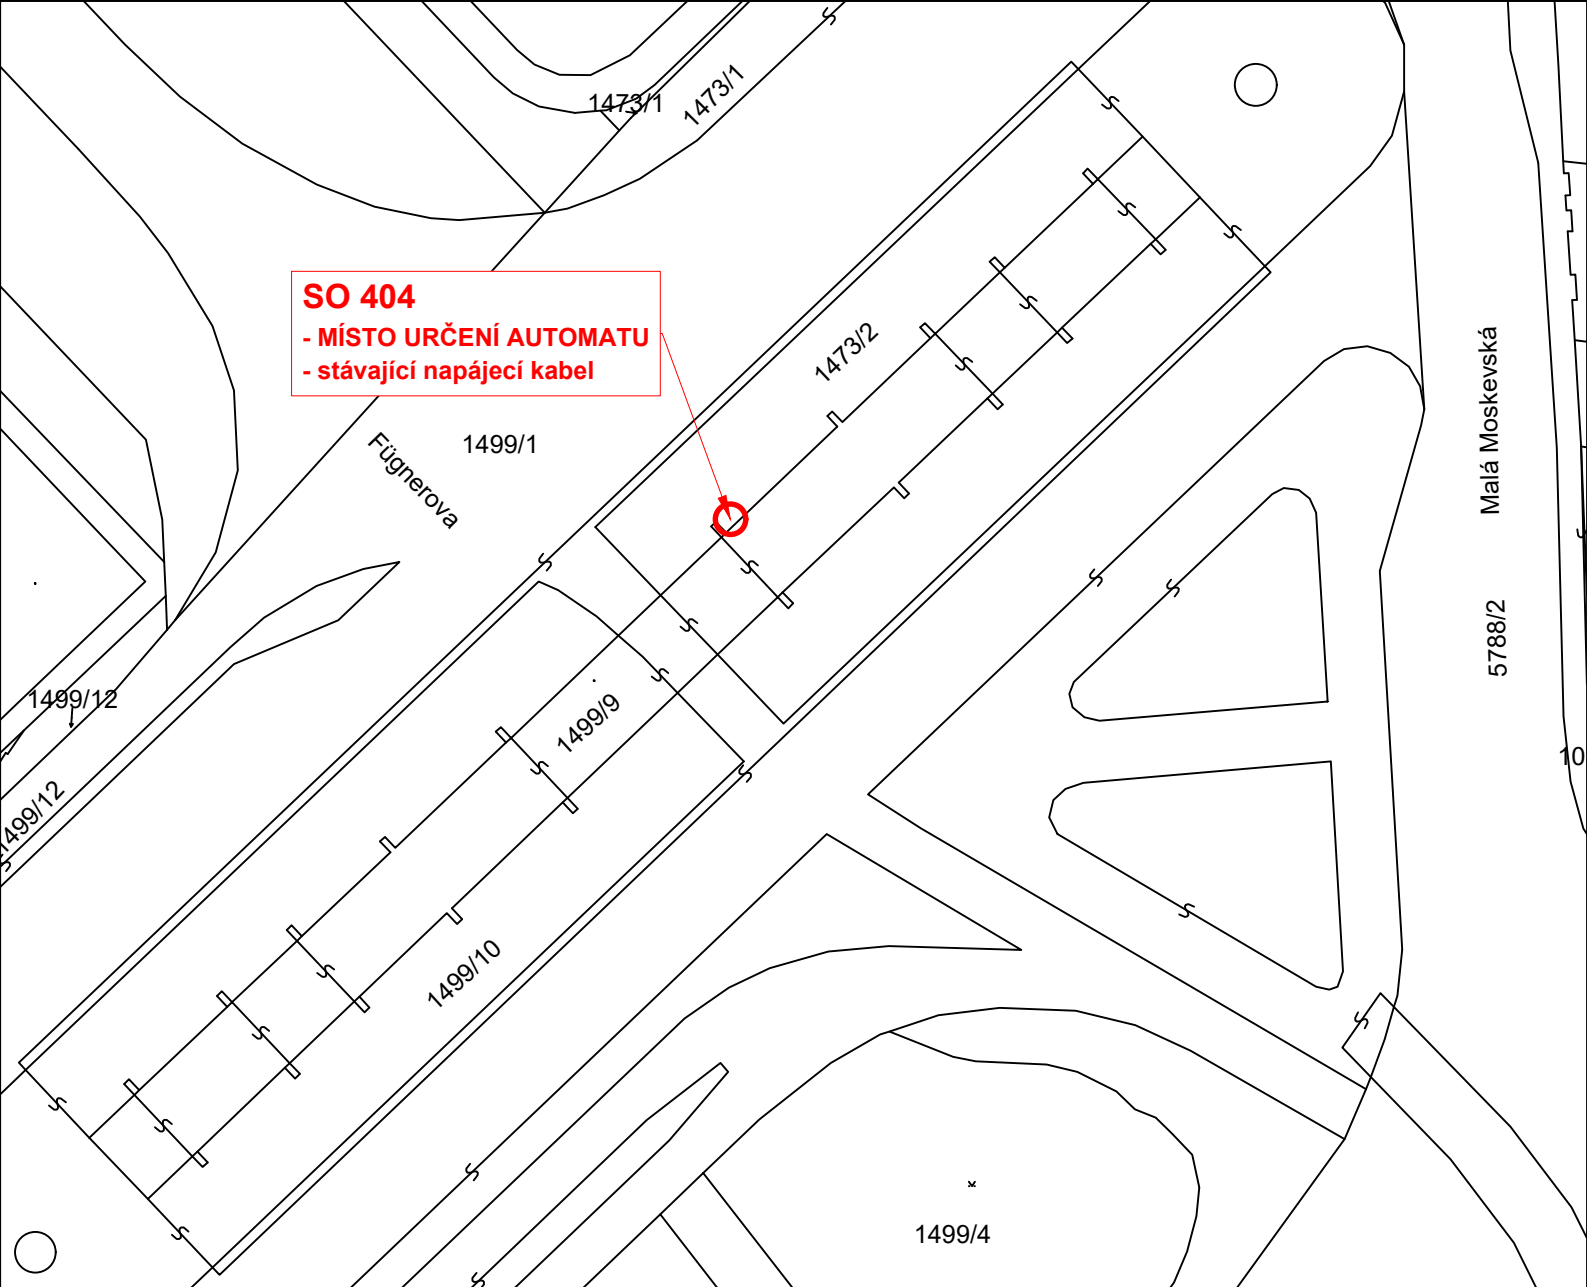 1473/1
1473/1
SO 404
- MÍSTO URČENÍ AUTOMATU
- stávající napájecí kabel
1473/2
Malá Moskevská
Fügnerova
1499/1
5788/2
1499/12
1499/9
10
1499/12
1499/10
1499/4